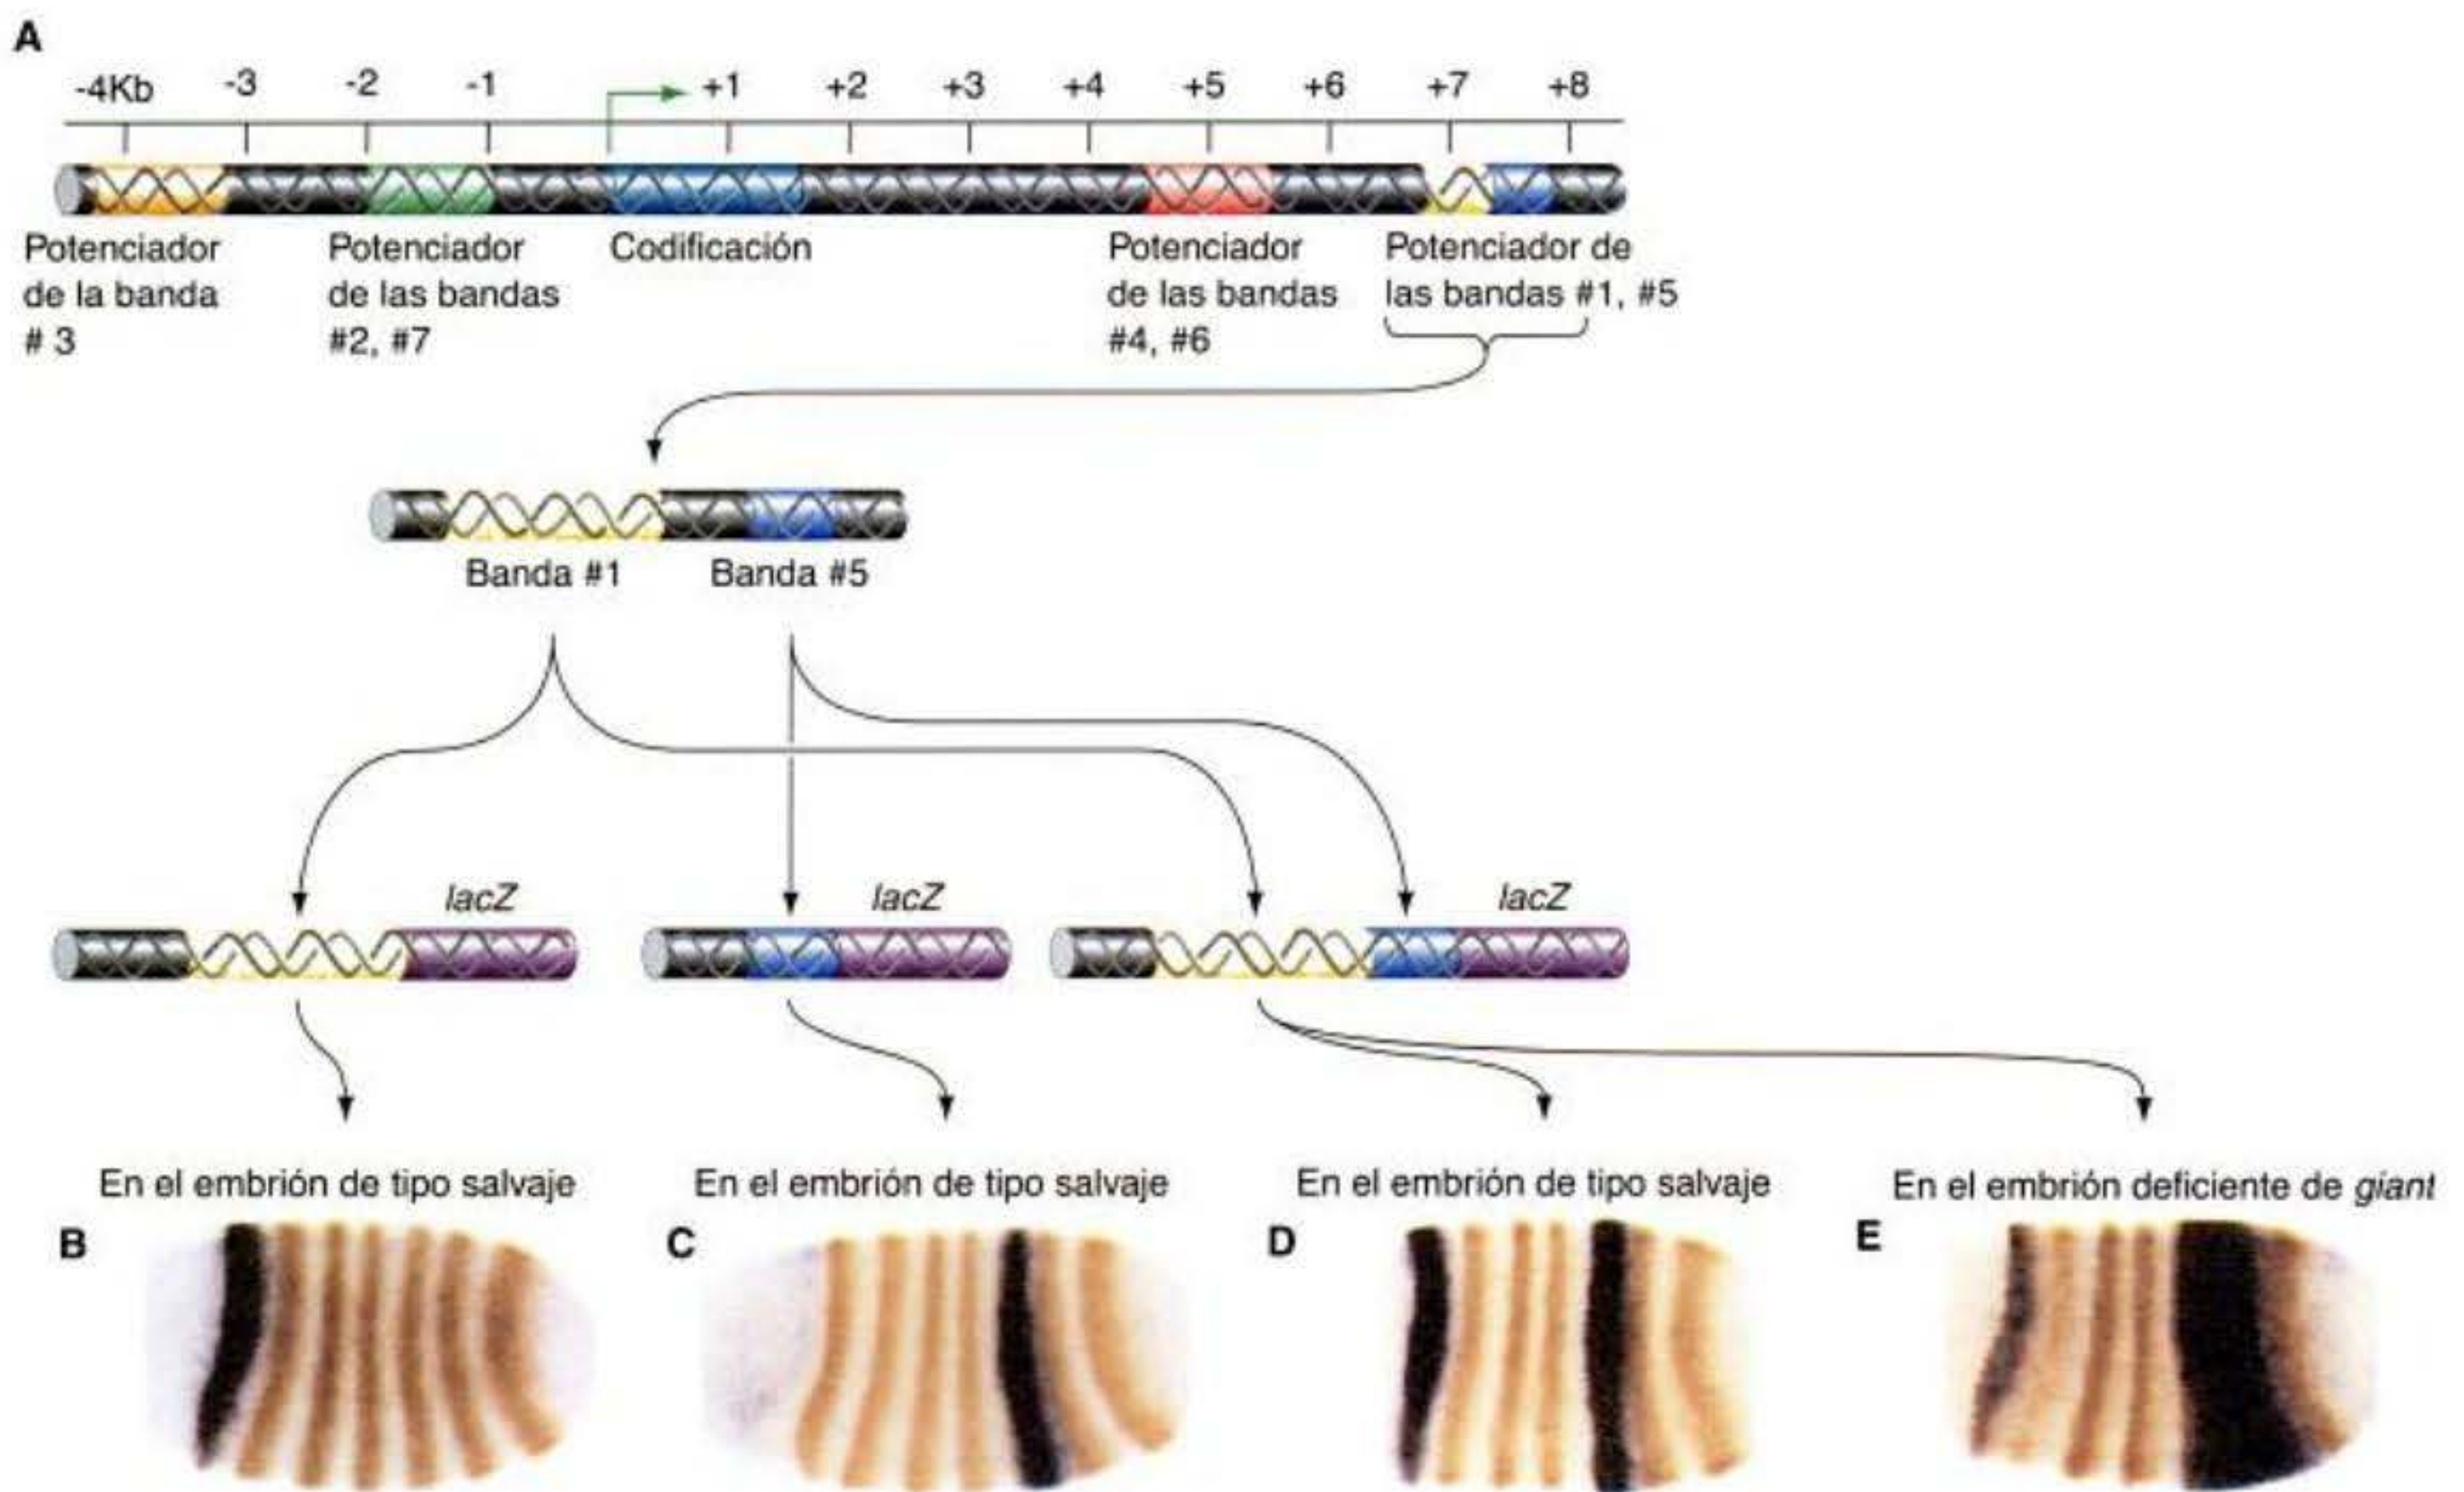 A
-4Kb -3 -2 -1 +1 +2 +3 +4 +5 +6 +7 +8
Potenciador
de la banda
# 3
Potenciador
de las bandas
#2, #7
Codificación
Potenciador
de las bandas
#4, #6
Potenciador de
las bandas #1, #5
Banda #1
Banda #5
lacZ
lacZ
lacZ
En el embrión de tipo salvaje
B
En el embrión de tipo salvaje
C
En el embrión de tipo salvaje
D
En el embrión deficiente de giant
E